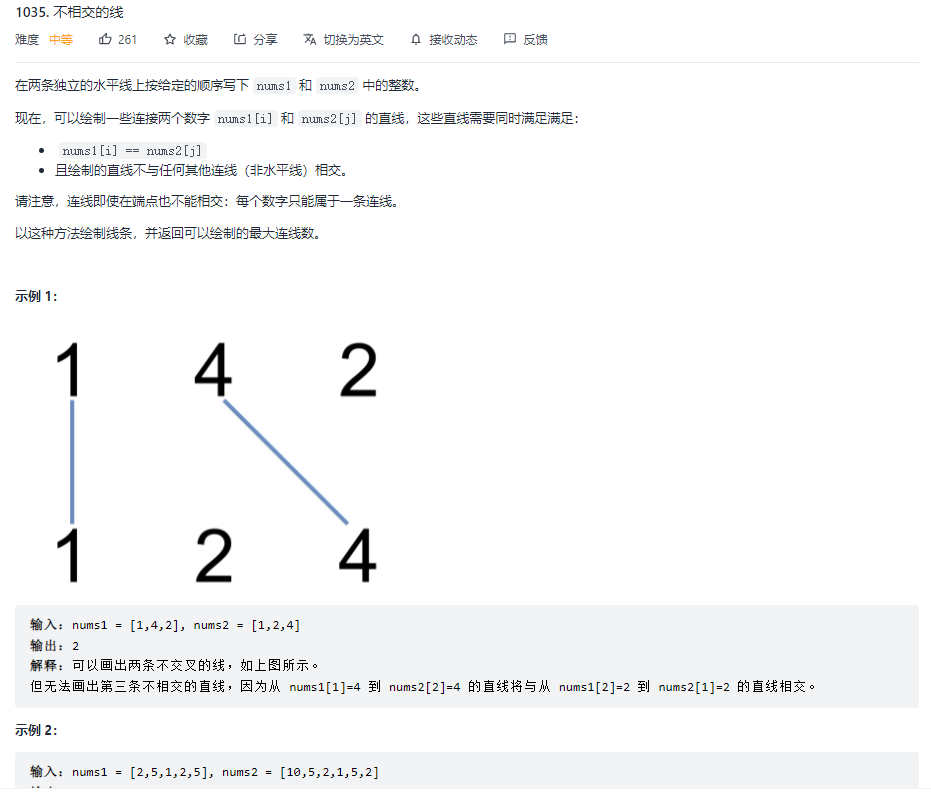 1035. 不相交的线
难度 中等 261 收藏 分享 切换为英文 接收动态 反馈
在两条独立的水平线上按给定的顺序写下 nums1 和 nums2 中的整数。
现在，可以绘制一些连接两个数字 nums1[i] 和 nums2[j] 的直线，这些直线需要同时满足满足：
• nums1[i] == nums2[j]
• 且绘制的直线不与任何其他连线（非水平线）相交。
请注意，连线即使在端点也不能相交：每个数字只能属于一条连线。
以这种方法绘制线条，并返回可以绘制的最大连线数。
示例 1：
1 4 2
1 2 4
输入：nums1 = [1,4,2], nums2 = [1,2,4]
输出：2
解释：可以画出两条不交叉的线，如上图所示。
但无法画出第三条不相交的直线，因为从 nums1[1]=4 到 nums2[2]=4 的直线将与从 nums1[2]=2 到 nums2[1]=2 的直线相交。
示例 2：
输入：nums1 = [2,5,1,2,5], nums2 = [10,5,2,1,5,2]